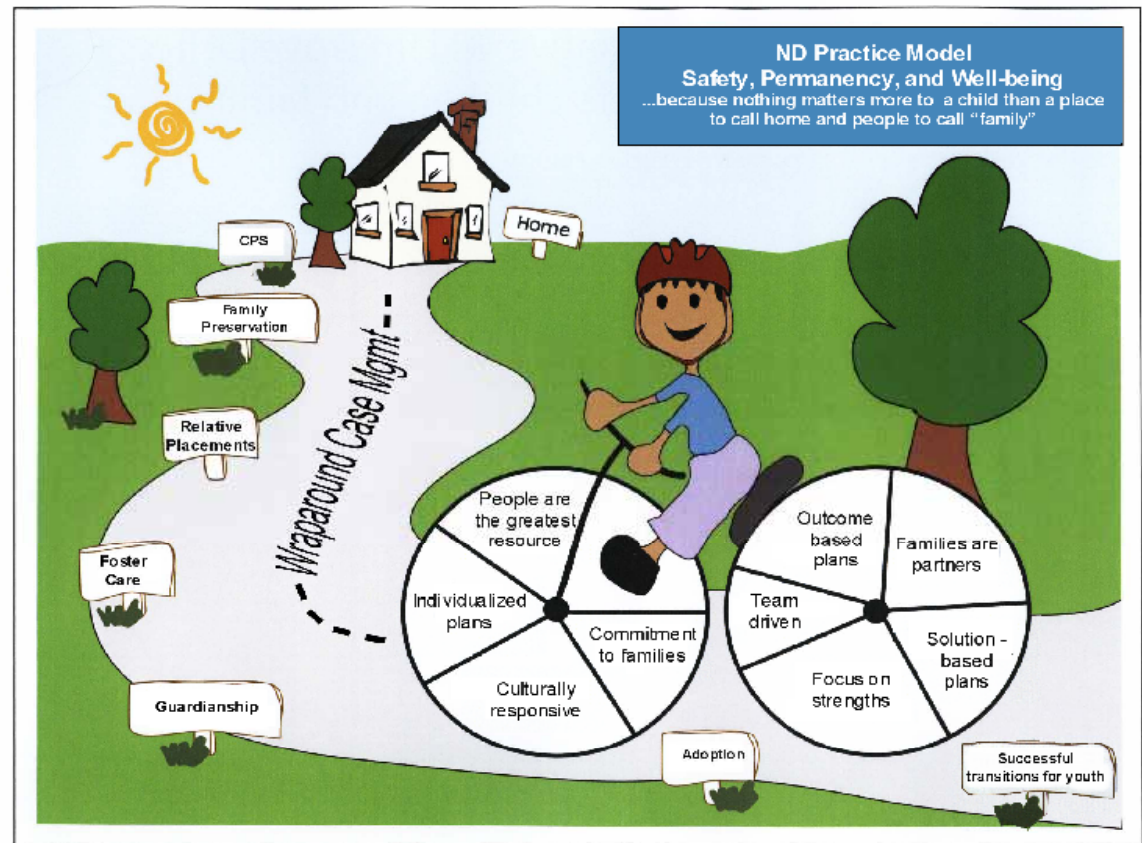 ND Practice Model
Safety, Permanency, and Well-being
...because nothing matters more to a child than a place
to call home and people to call “family”
Home
CPS
Family
Preservation
Relative
Placements
Wraparound Case Mgmt
Foster
Care
Guardianship
People are
the greatest
resource
Individualized
plans
Commitment
to families
Culturally
responsive
Outcome
based
plans
Families are
partners
Team
driven
Solution -
based
plans
Focus on
strengths
Adoption
Successful
transitions for youth